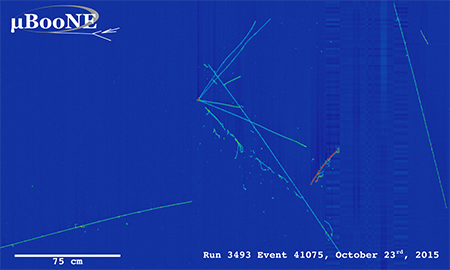 µBooNE
Run 3493 Event 41075, October 23rd, 2015
75 cm